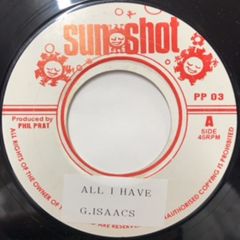 sunshot
PP 03
Produced by
PHIL PRAT
A
SIDE
45RPM
ALL I HAVE
G.ISAACS
ALL RIGHTS OF THE OWNER OF
AUTHORISED COPYING IS PROHIBITED